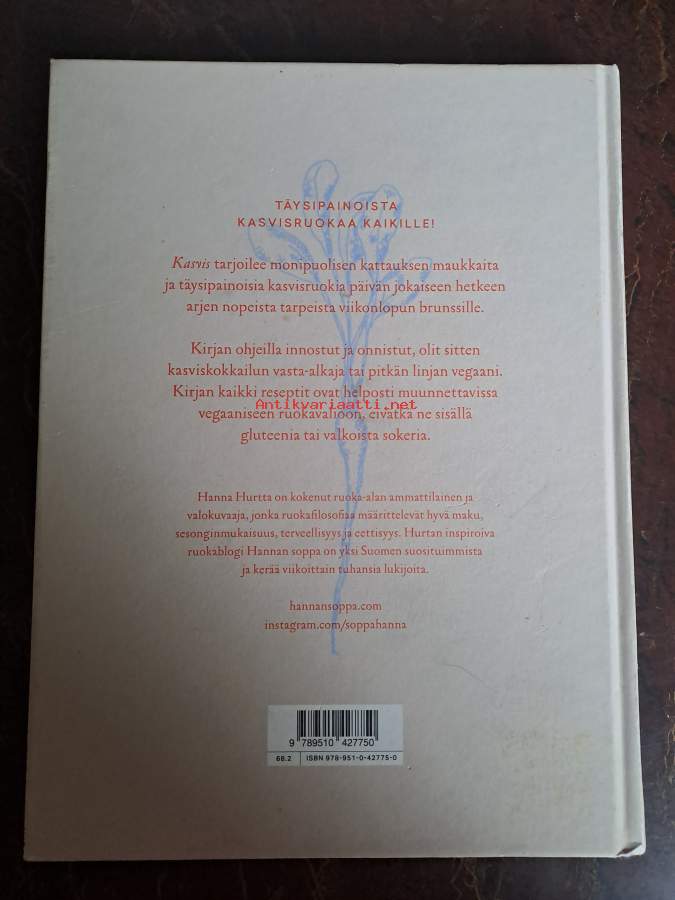 TÄYSIPAINOISTA
KASVISRUOKAA KAIKILLE!
Kasvis tarjoilee monipuolisen kattauksen maukkaita
ja täysipainoisia kasvisruokia päivän jokaiseen hetkeen
arjen nopeista tarpeista viikonlopun brunssille.
Kirjan ohjeilla innostut ja onnistut, olit sitten
kasviskokkailun vasta-alkaja tai pitkän linjan vegaani.
Kirjan kaikki reseptit ovat helposti muunnettavissa
Antikvariaatti.net
vegaaniseen ruokavalioon, eivätkä ne sisällä
gluteenia tai valkoista sokeria.
Hanna Hurtta on kokenut ruoka-alan ammattilainen ja
valokuvaaja, jonka ruokafilosofiaa määrittelevät hyvä maku,
sesonginmukaisuus, terveellisyys ja eettisyys. Hurtan inspiroiva
ruokablogi Hannan soppa on yksi Suomen suosituimmista
ja kerää viikoittain tuhansia lukijoita.
hannansoppa.com
instagram.com/soppahanna
9 789510 427750
68.2 ISBN 978-951-0-42775-0